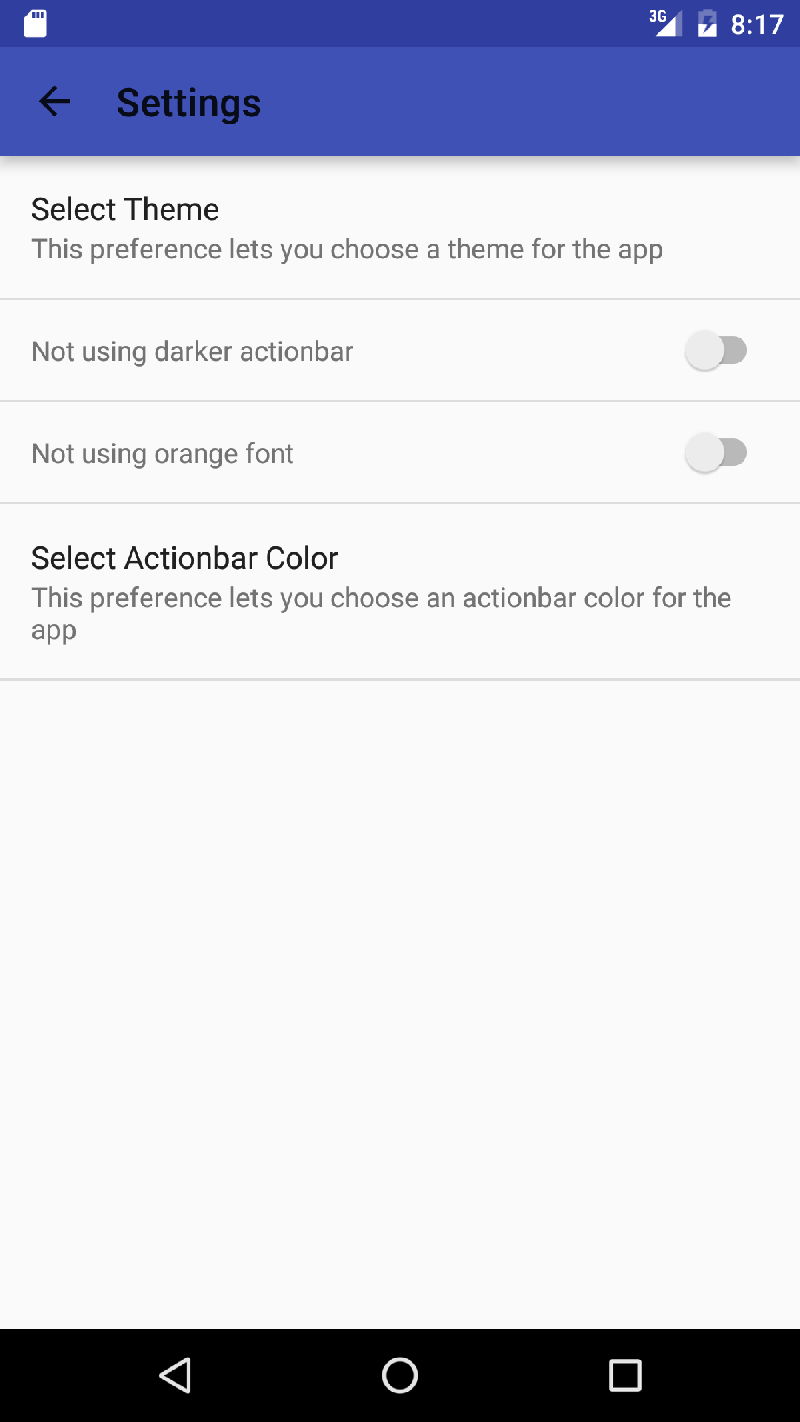 3G 8:17
Settings
Select Theme
This preference lets you choose a theme for the app
Not using darker actionbar
Not using orange font
Select Actionbar Color
This preference lets you choose an actionbar color for the
app